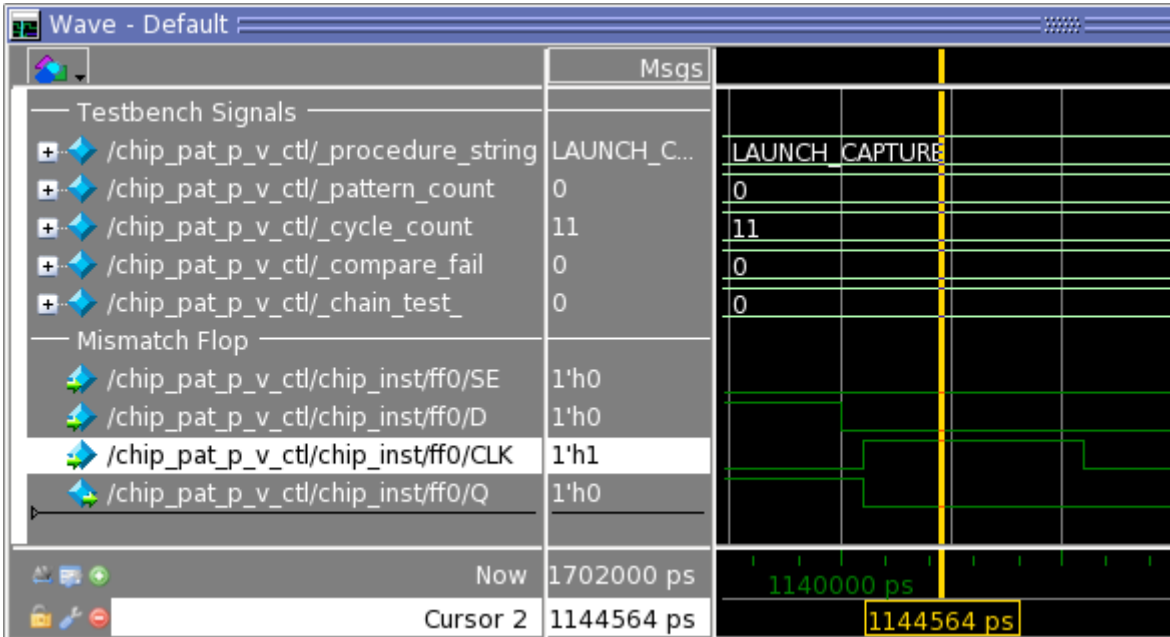 Wave - Default
Msgs
Testbench Signals
/chip_pat_p_v_ctl/_procedure_string LAUNCH_C... LAUNCH_CAPTURE
/chip_pat_p_v_ctl/_pattern_count 0 0
/chip_pat_p_v_ctl/_cycle_count 11 11
/chip_pat_p_v_ctl/_compare_fail 0 0
/chip_pat_p_v_ctl/_chain_test_ 0 0
Mismatch Flop
/chip_pat_p_v_ctl/chip_inst/ff0/SE 1'h0
/chip_pat_p_v_ctl/chip_inst/ff0/D 1'h0
/chip_pat_p_v_ctl/chip_inst/ff0/CLK 1'h1
/chip_pat_p_v_ctl/chip_inst/ff0/Q 1'h0
Now 1702000 ps 1140000 ps
Cursor 2 1144564 ps 1144564 ps